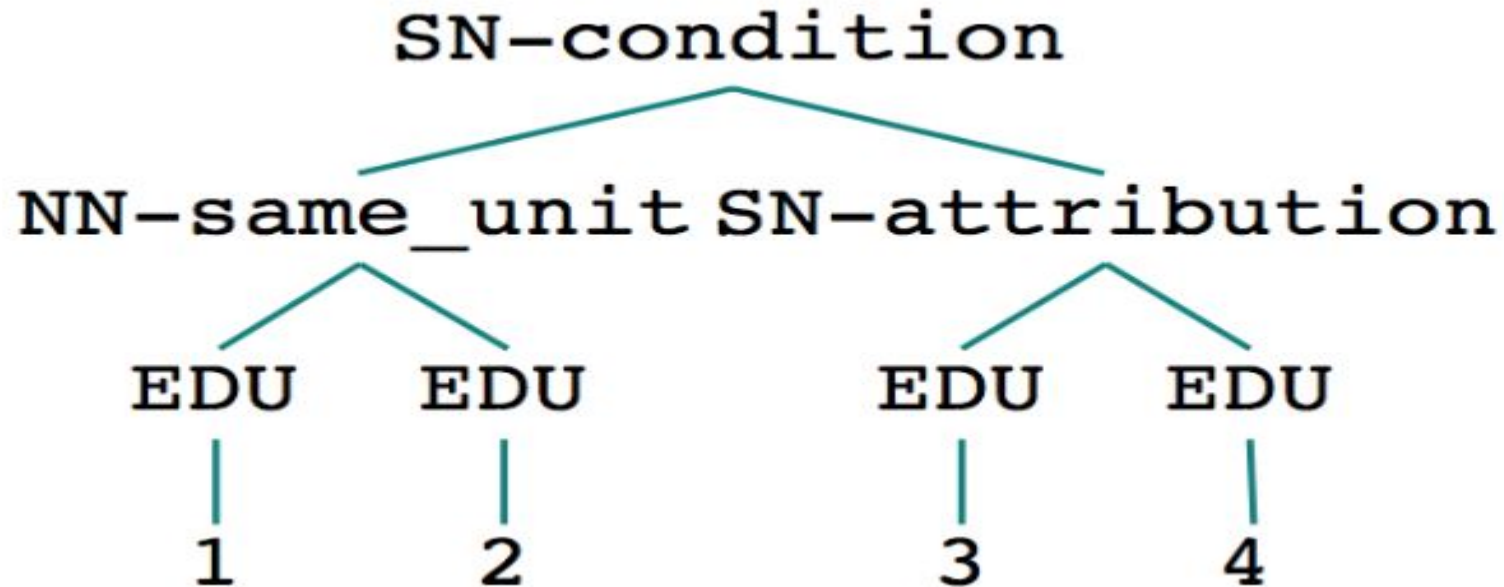 SN-condition
NN-same_unit SN-attribution
EDU EDU EDU EDU
1 2 3 4